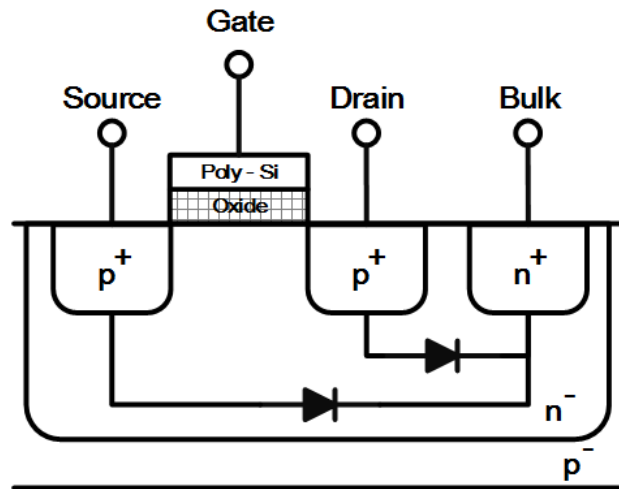 Gate
Source
Drain
Bulk
Poly - Si
Oxide
p+
p+
n+
n-
p-